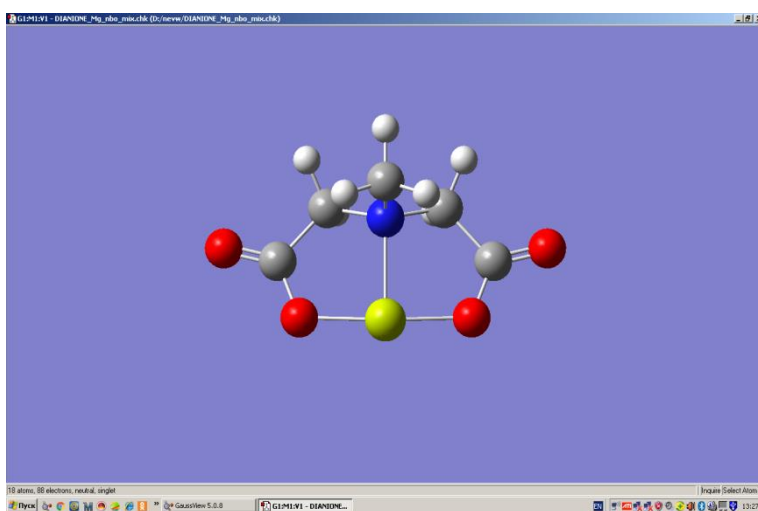 G1:M1:V1 - DIANIONE_Mg_nbo_mix.chk (D:/nevw/DIANIONE_Mg_nbo_mix.chk)
18 atoms, 88 electrons, neutral, singlet
Inquire Select Atom
Пуск
GaussView 5.0.8
G1:M1:V1 - DIANIONE...
EN
13:27